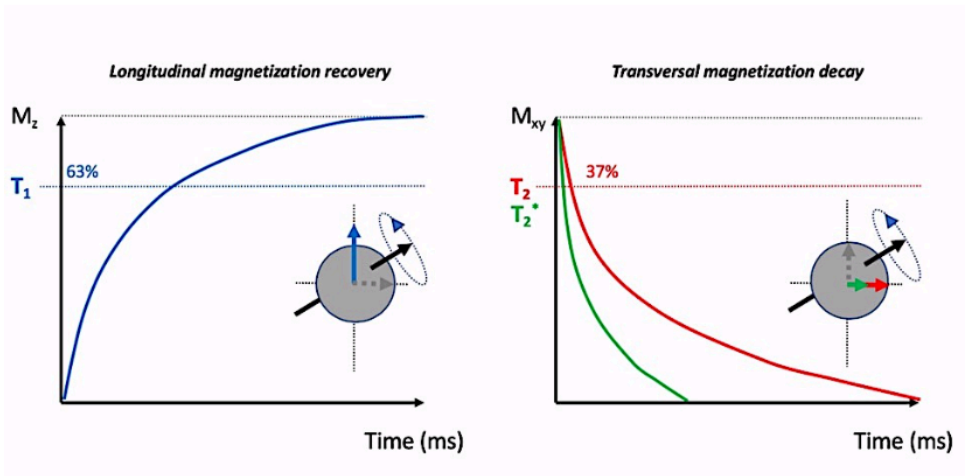 Longitudinal magnetization recovery
Mz
63%
T1
Time (ms)
Transversal magnetization decay
Mxy
37%
T2
T2*
Time (ms)